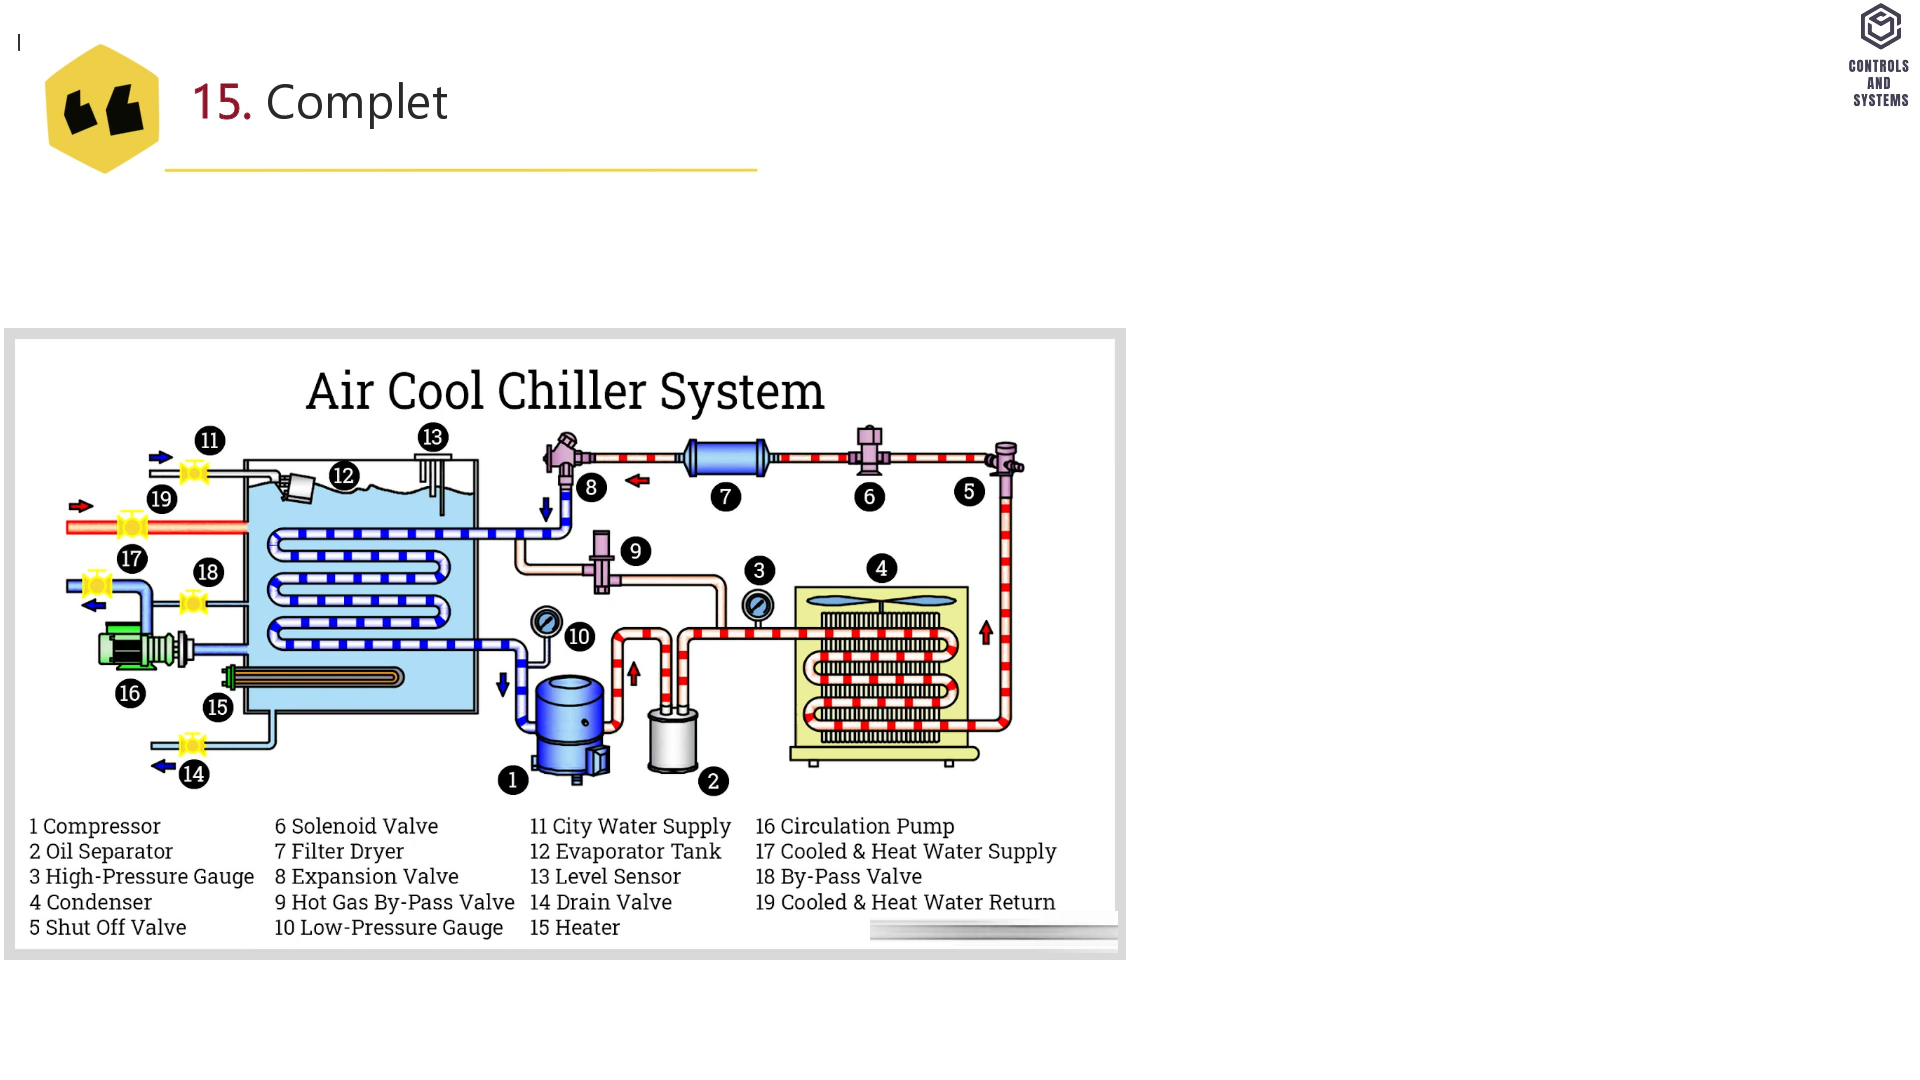 15. Complet
CONTROLS
AND
SYSTEMS
Air Cool Chiller System
11
13
12
19
8
7
6
5
17
18
9
3
4
10
16
15
14
1
2
1 Compressor
2 Oil Separator
3 High-Pressure Gauge
4 Condenser
5 Shut Off Valve
6 Solenoid Valve
7 Filter Dryer
8 Expansion Valve
9 Hot Gas By-Pass Valve
10 Low-Pressure Gauge
11 City Water Supply
12 Evaporator Tank
13 Level Sensor
14 Drain Valve
15 Heater
16 Circulation Pump
17 Cooled & Heat Water Supply
18 By-Pass Valve
19 Cooled & Heat Water Return